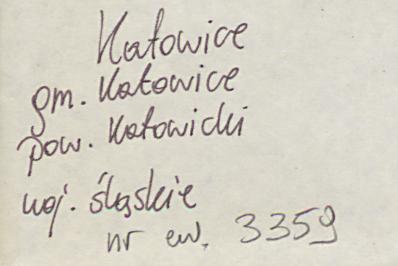 Katowice
gm. Katowice
pow. Katowicki
woj. śląskie
nr ew. 3359